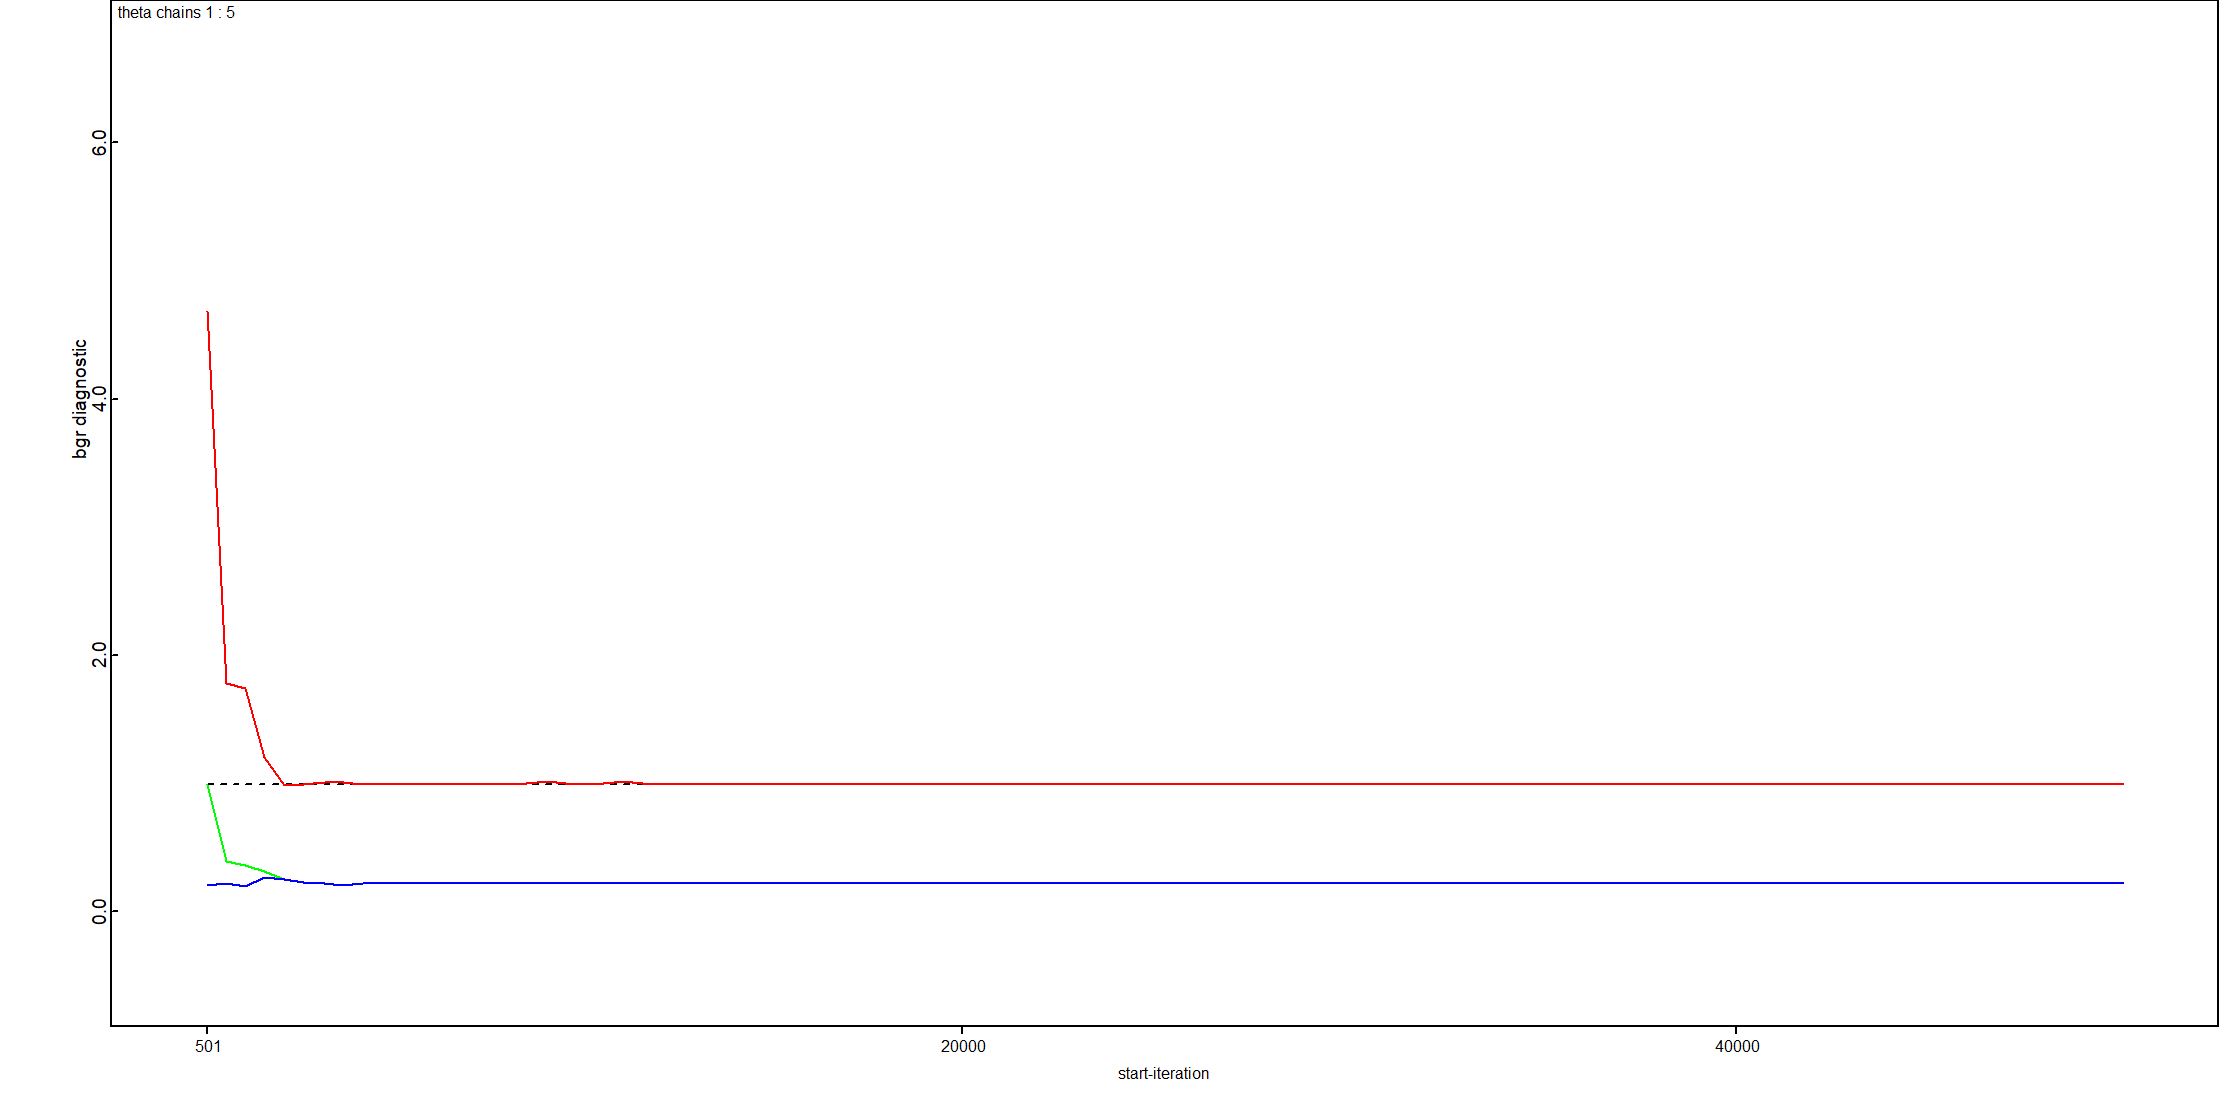 theta chains 1 : 5
bgr diagnostic
6.0
4.0
2.0
0.0
501
20000
40000
start-iteration